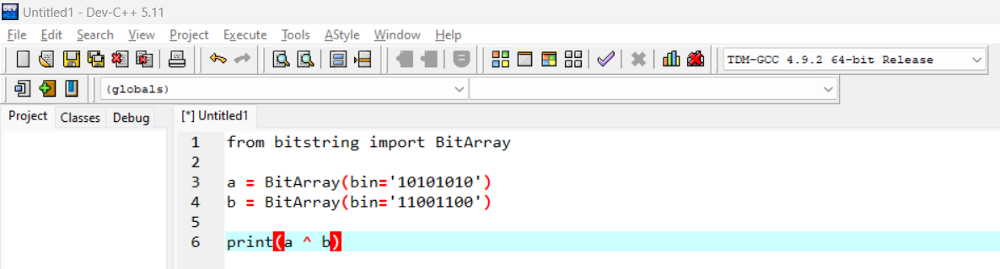 DEV
Untitled1 - Dev-C++ 5.11
File Edit Search View Project Execute Tools AStyle Window Help
TDM-GCC 4.9.2 64-bit Release
(globals)
Project Classes Debug
[*] Untitled1
1 from bitstring import BitArray
2
3 a = BitArray(bin='10101010')
4 b = BitArray(bin='11001100')
5
6 print(a ^ b)